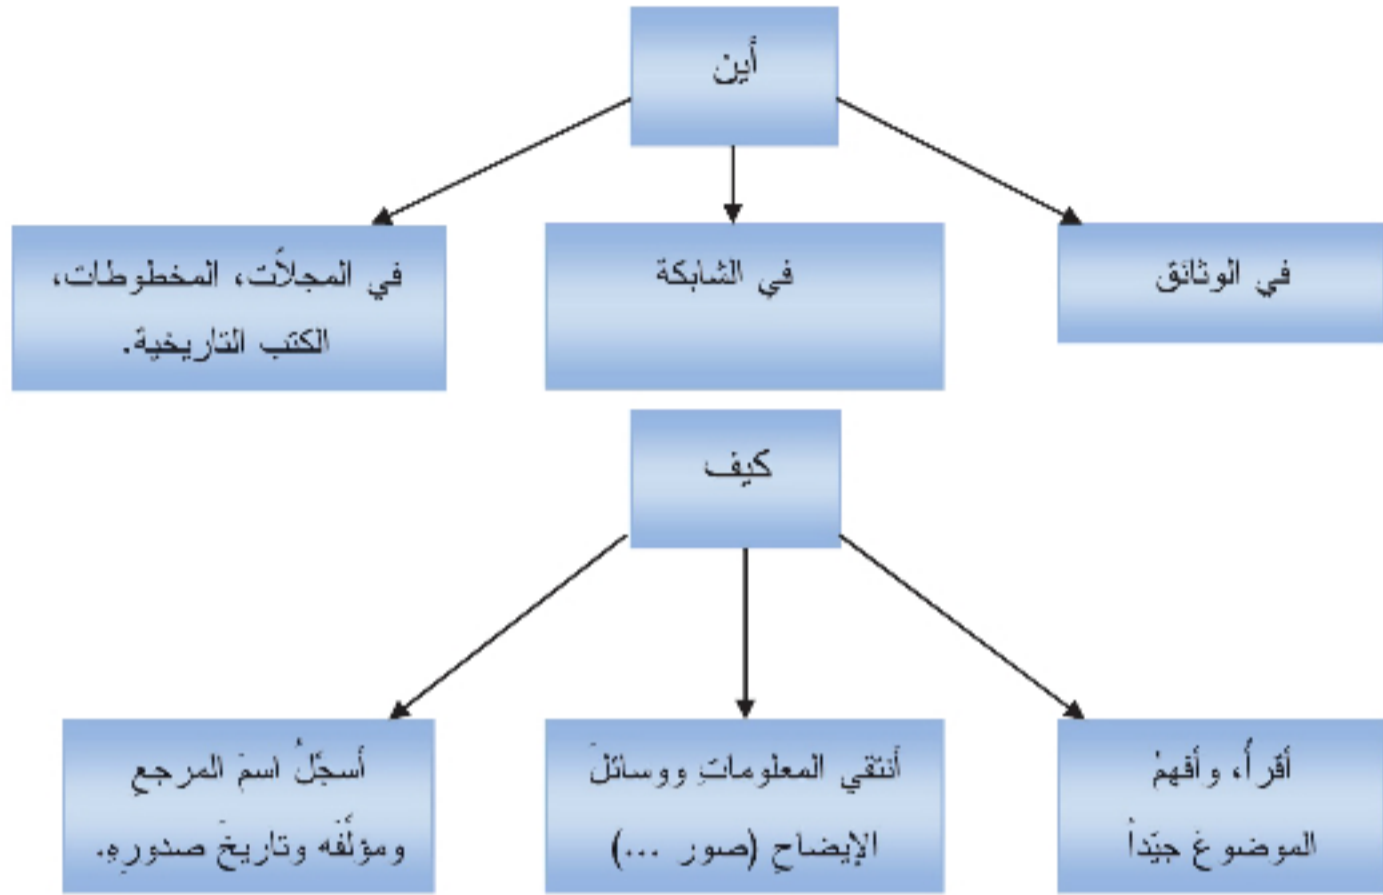 أين
في الوثائق
في الشابكة
في المجلاّت، المخطوطات،
الكتب التاريخية.
كيف
أقرأُ، وأفهمُ
الموضوعَ جيّداً
أنتقي المعلوماتِ ووسائلَ
الإيضاحِ (صور ...)
أسجّلُ اسمَ المرجعِ
ومؤلّفَه وتاريخَ صدورِهِ.